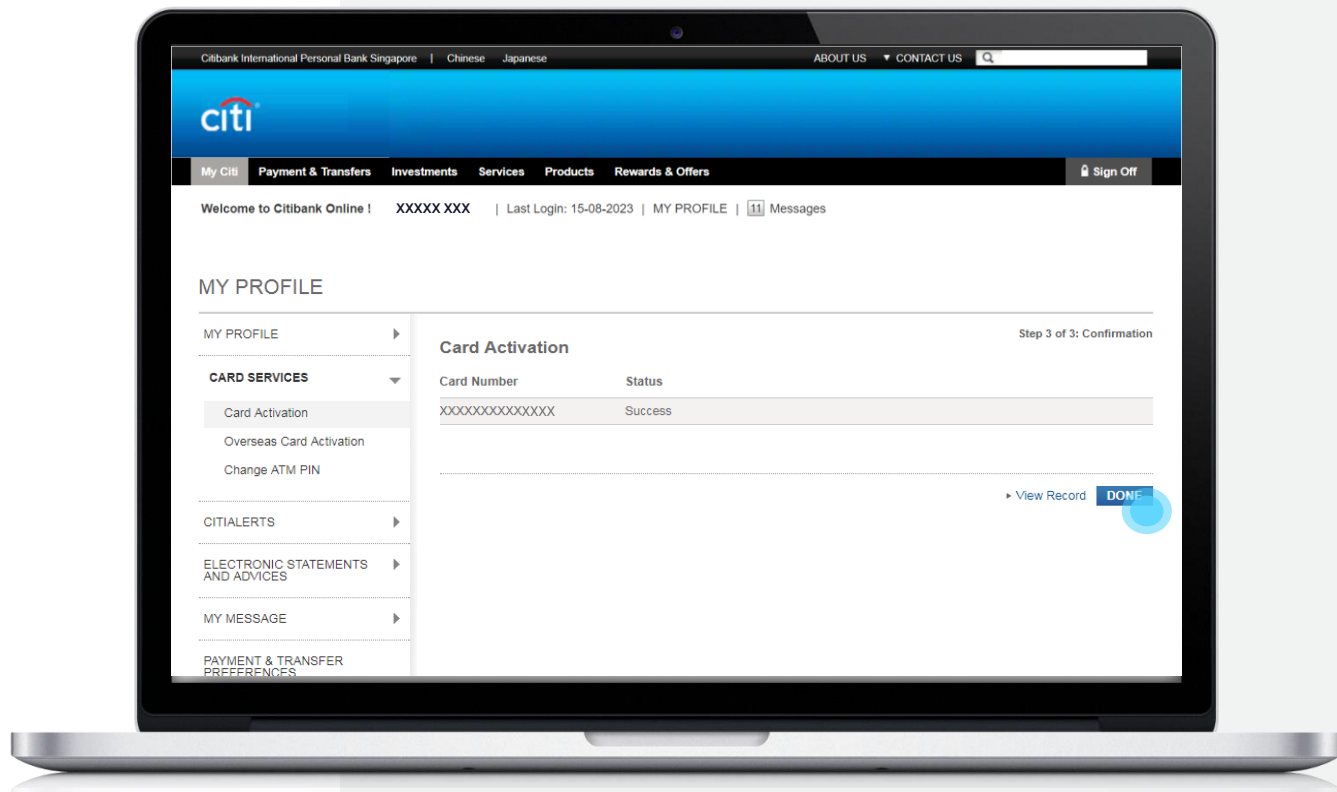 Citibank International Personal Bank Singapore | Chinese Japanese ABOUT US ▼ CONTACT US
citi
My Citi Payment & Transfers Investments Services Products Rewards & Offers Sign Off
Welcome to Citibank Online ! XXXXX XXX | Last Login: 15-08-2023 | MY PROFILE | 11 Messages
MY PROFILE
MY PROFILE
CARD SERVICES
Card Activation
Overseas Card Activation
Change ATM PIN
CITIALERTS
ELECTRONIC STATEMENTS
AND ADVICES
MY MESSAGE
PAYMENT & TRANSFER
PREFERENCES
Step 3 of 3: Confirmation
Card Activation
Card Number Status
XXXXXXXXXXXXXX Success
View Record DONE